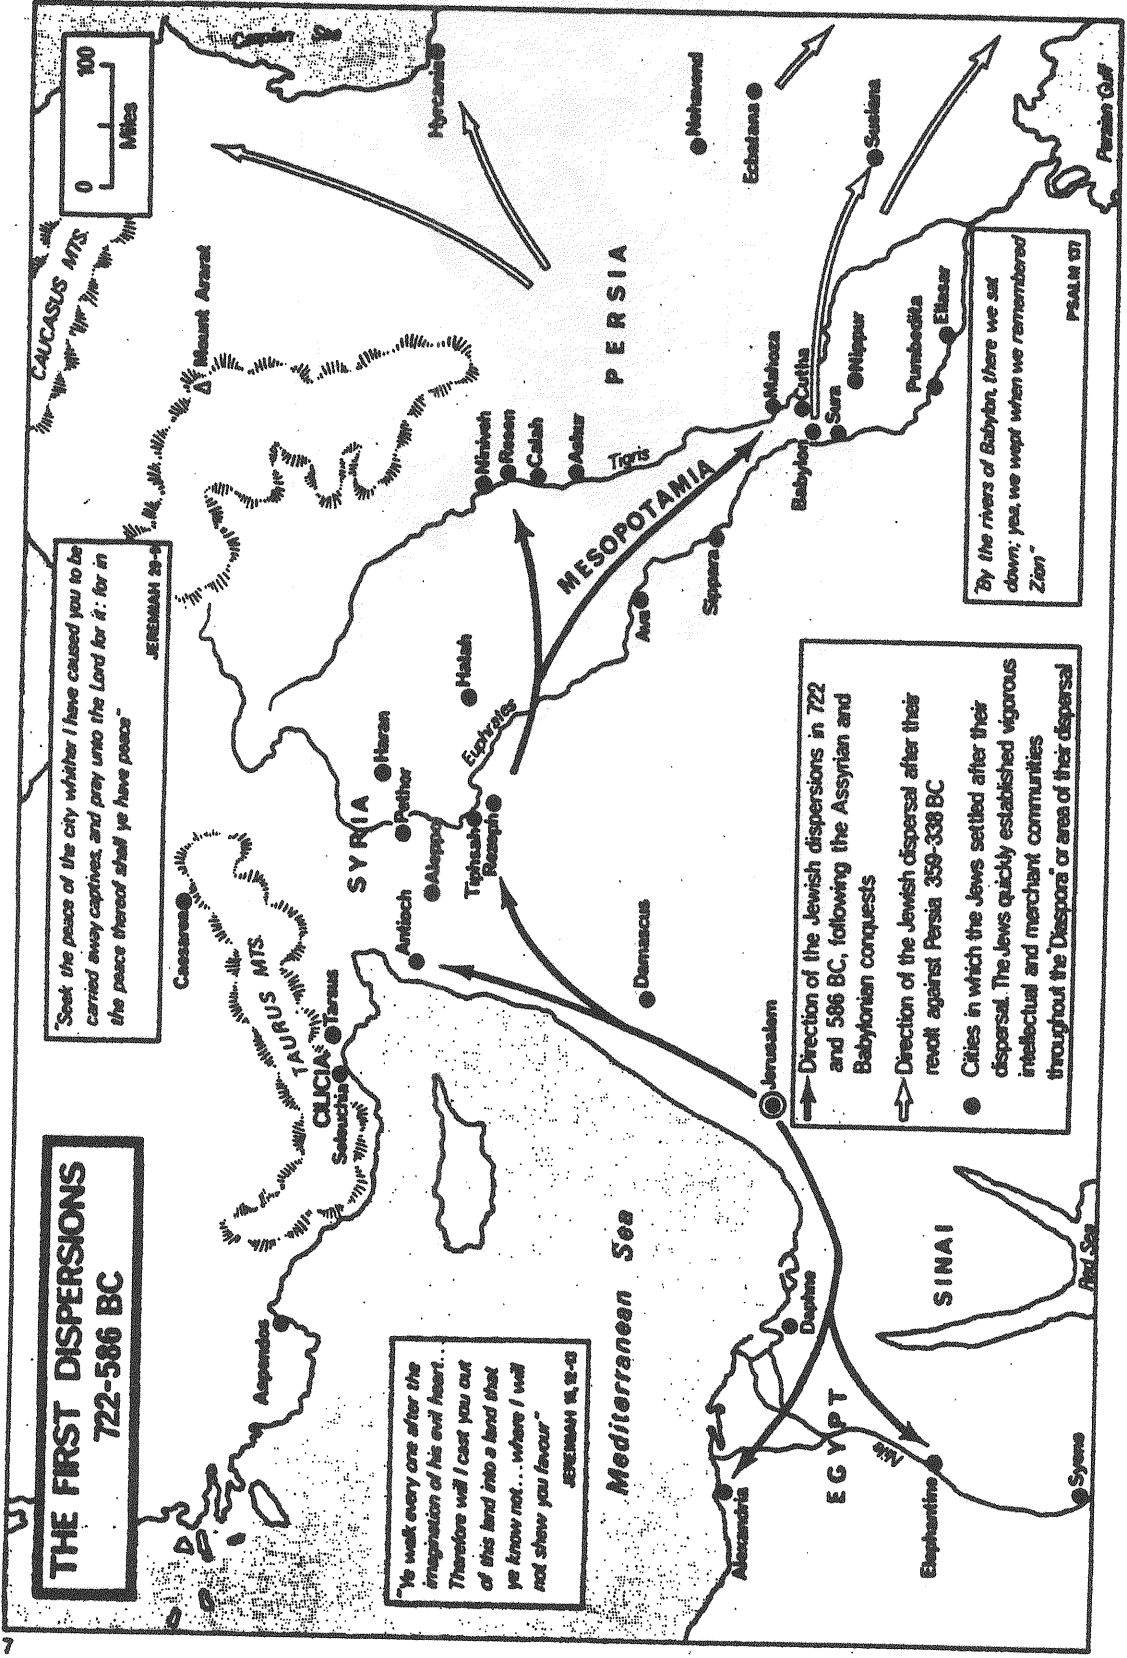 7
THE FIRST DISPERSIONS
722-586 BC
"Seek the peace of the city whither I have caused you to be
carried away captives, and pray unto the Lord for it: for in
the peace thereof shall ye have peace"
JEREMIAH
CAUCASUS MTS.
0 100
Miles
Caspian Sea
Mount Ararat
Hyrcania
Aspendos
Caesarea
TAURUS MTS.
CILICIA
Tarsus
Seleuchia
Antioch
SYRIA
Aleppo
Pethor
Haran
Tiphsah
Rezeph
Euphrates
Halah
Nineveh
Resen
Calah
Ashur
Tigris
PERSIA
Nehavend
Ecbatana
Susiana
MESOPOTAMIA
Ava
Sippara
Mahoza
Cutha
Babylon
Sura
Nippur
Pumbedita
Ellasar
Persian Gulf
Damascus
Jerusalem
Mediterranean Sea
"Ye walk every one after the
imagination of his evil heart...
Therefore will I cast you out
of this land into a land that
ye know not...where I will
not shew you favour"
JEREMIAH
Daphne
SINAI
Red Sea
EGYPT
Nile
Alexandria
Elephantine
Syene
Direction of the Jewish dispersions in 722
and 586 BC, following the Assyrian and
Babylonian conquests
Direction of the Jewish dispersal after their
revolt against Persia 359-338 BC
Cities in which the Jews settled after their
dispersal. The Jews quickly established vigorous
intellectual and merchant communities
throughout the 'Diaspora' or area of their dispersal
"By the rivers of Babylon, there we sat
down; yea, we wept when we remembered
Zion"
PSALM 137